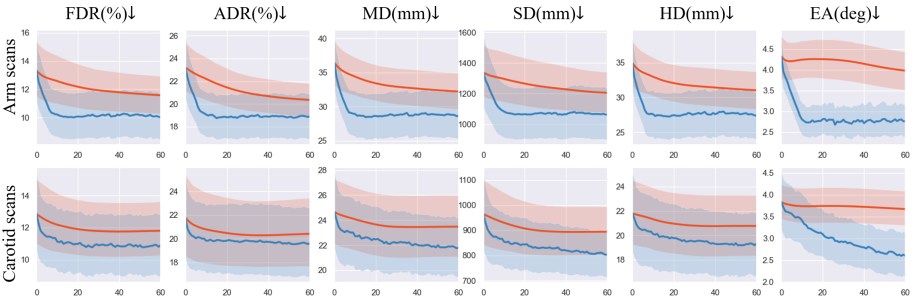 FDR(%)↓ ADR(%)↓ MD(mm)↓ SD(mm)↓ HD(mm)↓ EA(deg)↓
Arm scans
16 14 12 10
26 24 22 20 18
40 35 30 25
1600 1400 1200 1000
35 30 25
4.5 4.0 3.5 3.0 2.5
0 20 40 60 0 20 40 60 0 20 40 60 0 20 40 60 0 20 40 60 0 20 40 60
Carotid scans
14 12 10
24 22 20 18
28 26 24 22 20
1100 1000 900 800 700
24 22 20 18
4.5 4.0 3.5 3.0 2.5 2.0
0 20 40 60 0 20 40 60 0 20 40 60 0 20 40 60 0 20 40 60 0 20 40 60